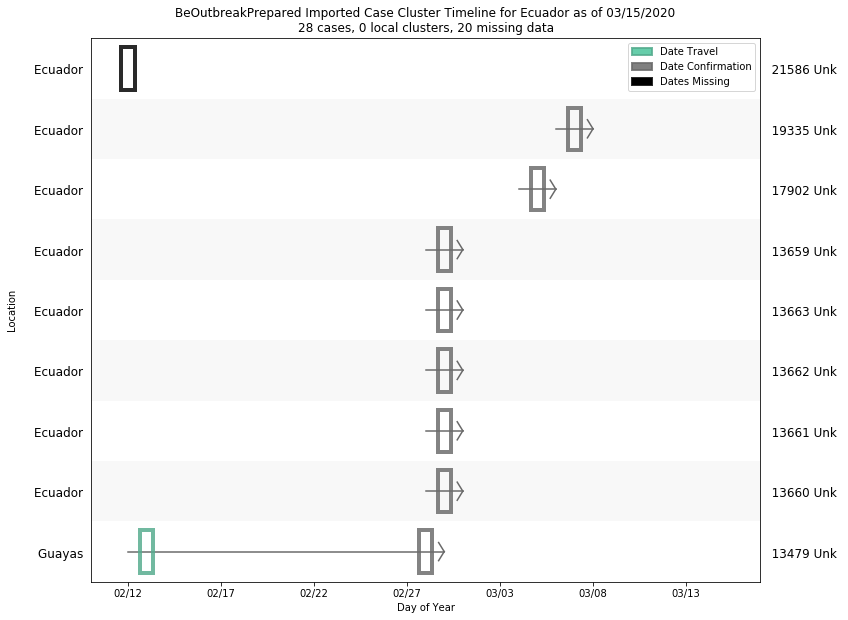 BeOutbreakPrepared Imported Case Cluster Timeline for Ecuador as of 03/15/2020
28 cases, 0 local clusters, 20 missing data
Date Travel
Date Confirmation
Dates Missing
Ecuador 21586 Unk
Ecuador 19335 Unk
Ecuador 17902 Unk
Ecuador 13659 Unk
Ecuador 13663 Unk
Ecuador 13662 Unk
Ecuador 13661 Unk
Ecuador 13660 Unk
Guayas 13479 Unk
Location
02/12 02/17 02/22 02/27 03/03 03/08 03/13
Day of Year